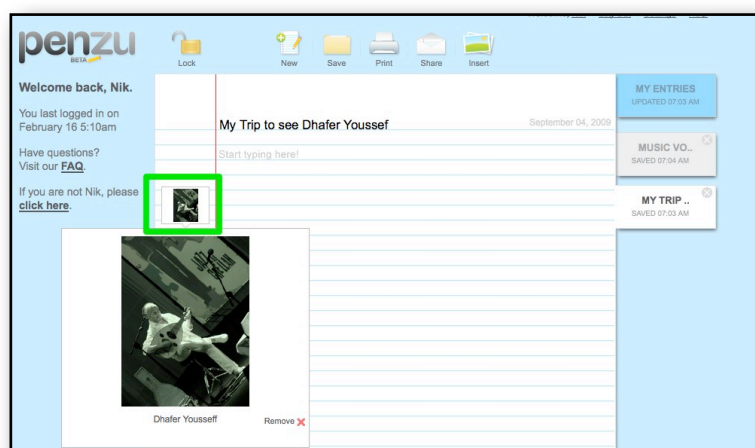 penzu
BETA
Lock
New
Save
Print
Share
Insert
Welcome back, Nik.
You last logged in on
February 16 5:10am
Have questions?
Visit our FAQ.
If you are not Nik, please
click here.
My Trip to see Dhafer Youssef
September 04, 2009
Start typing here!
MY ENTRIES
UPDATED 07:03 AM
MUSIC VO..
SAVED 07:04 AM
MY TRIP ..
SAVED 07:03 AM
Dhafer Yousseff
Remove